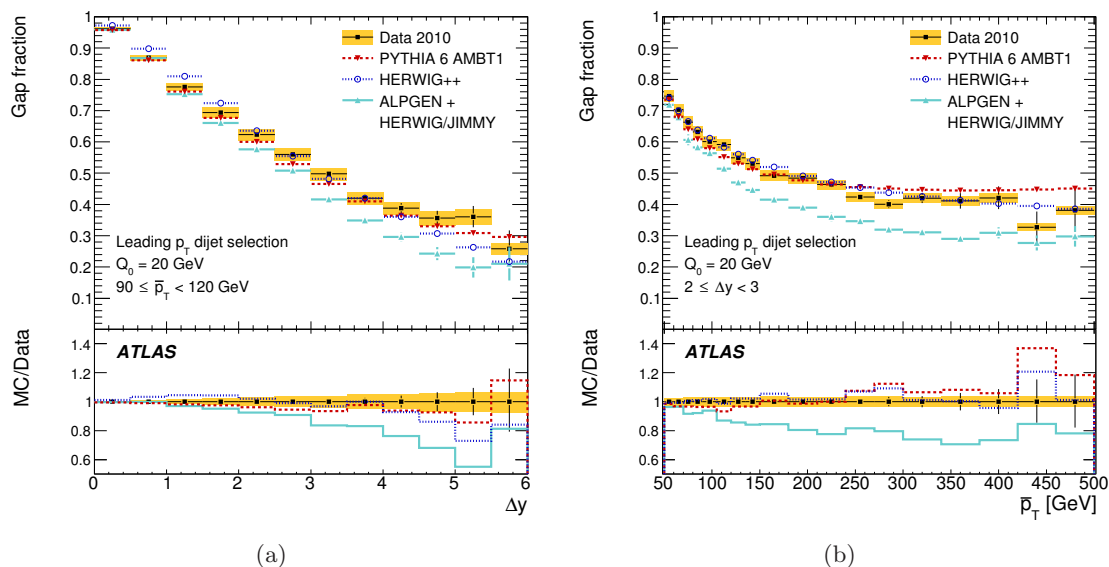 Gap fraction
1
0.9
0.8
0.7
0.6
0.5
0.4
0.3
0.2
0.1
Data 2010
PYTHIA 6 AMBT1
HERWIG++
ALPGEN +
HERWIG/JIMMY
Leading p_T dijet selection
Q_0 = 20 GeV
90 ≤ p̅_T < 120 GeV
MC/Data
1.4
1.2
1
0.8
0.6
ATLAS
0 1 2 3 4 5 6
Δy
(a)
Gap fraction
1
0.9
0.8
0.7
0.6
0.5
0.4
0.3
0.2
0.1
Data 2010
PYTHIA 6 AMBT1
HERWIG++
ALPGEN +
HERWIG/JIMMY
Leading p_T dijet selection
Q_0 = 20 GeV
2 ≤ Δy < 3
MC/Data
1.4
1.2
1
0.8
0.6
ATLAS
50 100 150 200 250 300 350 400 450 500
p̅_T [GeV]
(b)